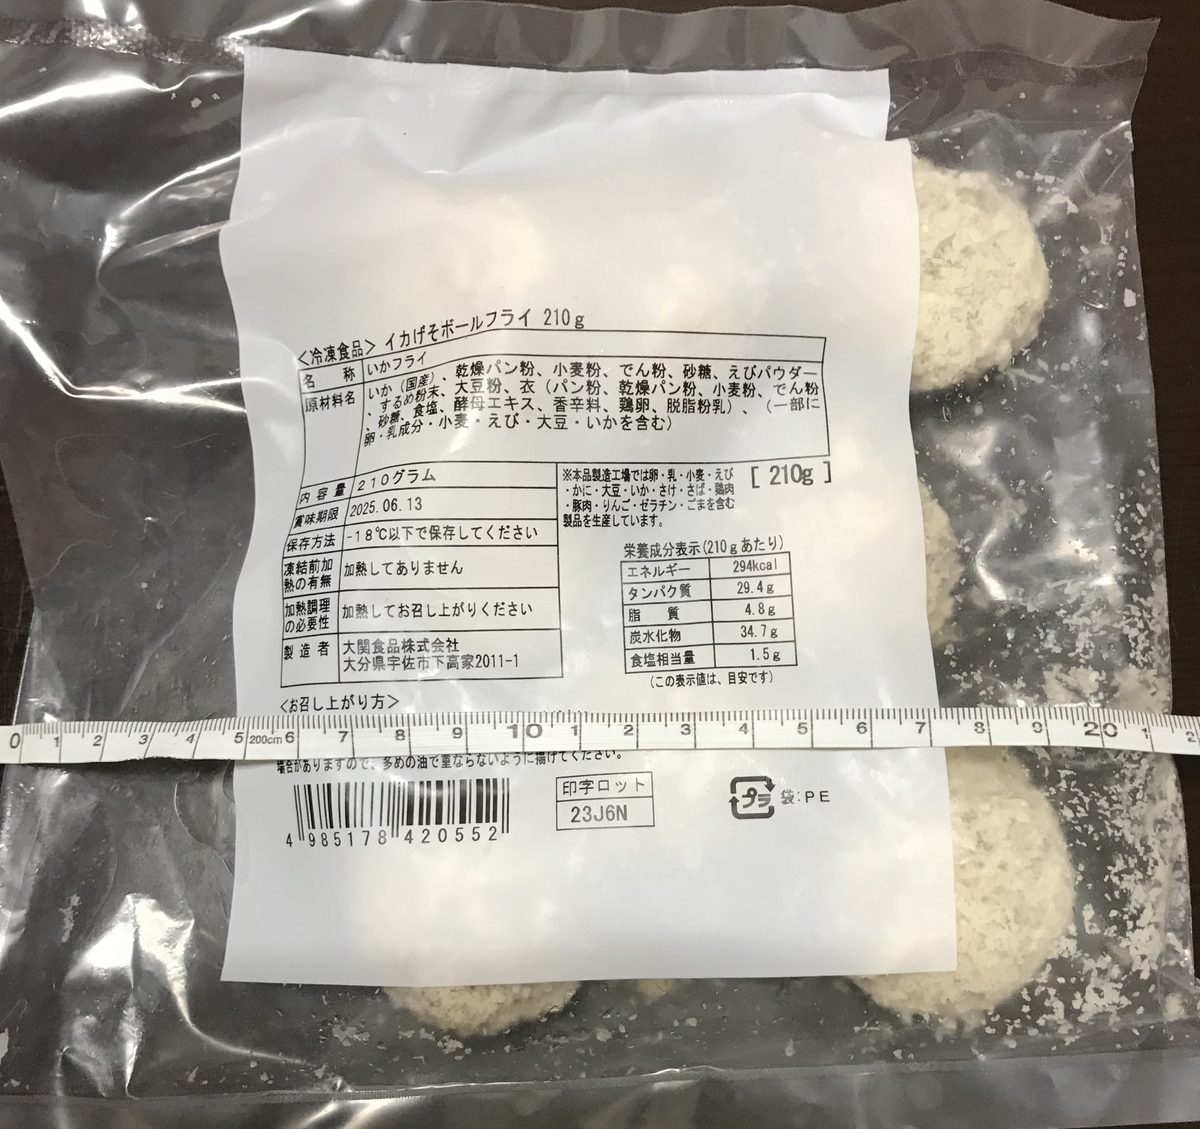 <冷凍食品> イカげそボールフライ 210g
名 称 いかフライ
原材料名 いか(国産)、乾燥パン粉、小麦粉、でん粉、砂糖、えびパウダー
、するめ粉末、大豆粉、衣(パン粉、乾燥パン粉、小麦粉、でん粉
、砂糖、食塩、酵母エキス、香辛料、鶏卵、脱脂粉乳)、(一部に
卵・乳成分・小麦・えび・大豆・いかを含む)
内容量 210グラム
賞味期限 2025.06.13
保存方法 -18℃以下で保存してください
凍結前加熱の有無 加熱してありません
加熱調理の必要性 加熱してお召し上がりください
製造者 大関食品株式会社
大分県宇佐市下高家2011-1
※本品製造工場では卵・乳・小麦・えび
・かに・大豆・いか・さけ・さば・鶏肉
・豚肉・りんご・ゼラチン・ごまを含む
製品を生産しています。
[ 210g ]
栄養成分表示(210gあたり)
エネルギー 294kcal
タンパク質 29.4g
脂 質 4.8g
炭水化物 34.7g
食塩相当量 1.5g
(この表示値は、目安です)
<お召し上がり方>
0 1 2 3 4 5 200cm 6 7 8 9 10 1 2 3 4 5 6 7 8 9 20 1 2
場合がありますので、多めの油で重ならないように揚げてください。
4 985178 420552
印字ロット
23J6N
プラ 袋:PE